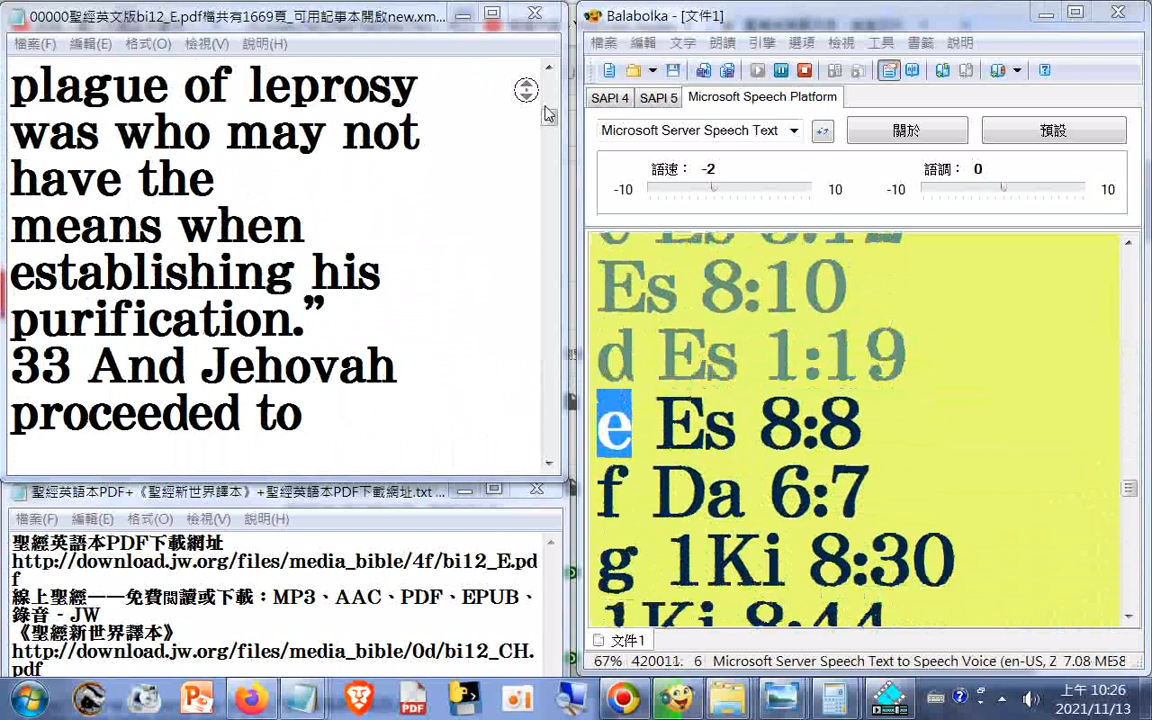 00000聖經英文版bi12_E.pdf檔共有1669頁_可用記事本開啟new.xm...
檔案(F) 編輯(E) 格式(O) 檢視(V) 說明(H)
plague of leprosy
was who may not
have the
means when
establishing his
purification.”
33 And Jehovah
proceeded to
聖經英語本PDF+《聖經新世界譯本》+聖經英語本PDF下載網址.txt ...
檔案(F) 編輯(E) 格式(O) 檢視(V) 說明(H)
聖經英語本PDF下載網址
http://download.jw.org/files/media_bible/4f/bi12_E.pd
f
線上聖經——免費閱讀或下載：MP3、AAC、PDF、EPUB、
錄音 - JW
《聖經新世界譯本》
http://download.jw.org/files/media_bible/0d/bi12_CH.
pdf
Balabolka - [文件1]
檔案 編輯 文字 朗讀 引擎 選項 檢視 工具 書籤 說明
SAPI 4 SAPI 5 Microsoft Speech Platform
Microsoft Server Speech Text 關於 預設
語速： -2 語調： 0
-10 10 -10 10
Es 8:10
d Es 1:19
e Es 8:8
f Da 6:7
g 1Ki 8:30
1Ki 8:44
文件1
67% 420011: 6 Microsoft Server Speech Text to Speech Voice (en-US, Z 7.08 ME58
上午 10:26
2021/11/13